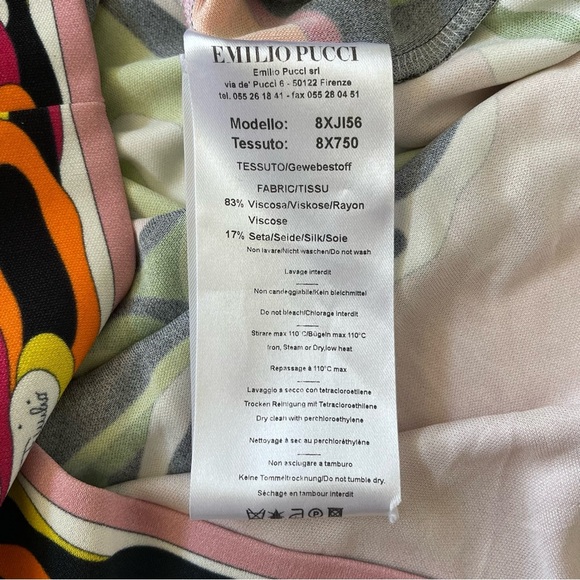 EMILIO PUCCI
Emilio Pucci srl
via de' Pucci 6 - 50122 Firenze
tel. 055 26 18 41 - fax 055 28 04 51
Modello: 8XJI56
Tessuto: 8X750
TESSUTO/Gewebestoff
FABRIC/TISSU
83% Viscosa/Viskose/Rayon
Viscose
17% Seta/Seide/Silk/Soie
Non lavare/Nicht waschen/Do not wash
Lavage interdit
Non candeggiabile/Kein bleichmittel
Do not bleach/Chlorage interdit
Stirare max 110°C/Bügeln max 110°C
Iron, Steam or Dry, low heat
Repassage à 110°C max
Lavaggio a secco con tetracloroetilene
Trocken Reinigung mit Tetracloroethylene
Dry clean with perchloroethylene
Nettoyage à sec au perchloréthylène
Non asciugare a tamburo
Keine Tommeltrocknung/Do not tumble dry.
Séchage en tambour interdit
P